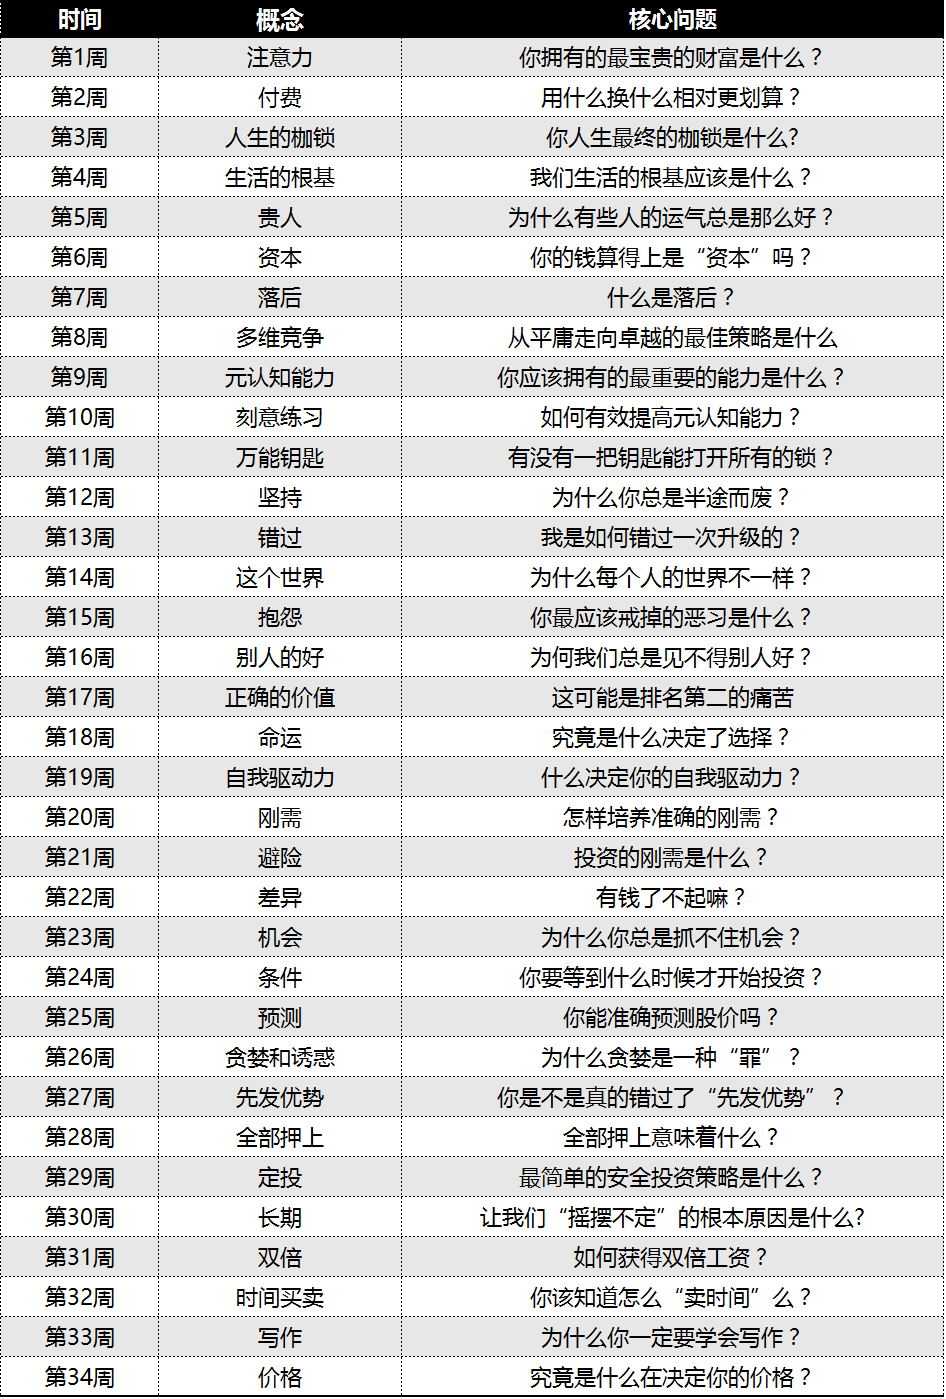 时间 概念 核心问题
第1周 注意力 你拥有的最宝贵的财富是什么？
第2周 付费 用什么换什么相对更划算？
第3周 人生的枷锁 你人生最终的枷锁是什么?
第4周 生活的根基 我们生活的根基应该是什么？
第5周 贵人 为什么有些人的运气总是那么好？
第6周 资本 你的钱算得上是“资本”吗？
第7周 落后 什么是落后？
第8周 多维竞争 从平庸走向卓越的最佳策略是什么
第9周 元认知能力 你应该拥有的最重要的能力是什么？
第10周 刻意练习 如何有效提高元认知能力？
第11周 万能钥匙 有没有一把钥匙能打开所有的锁？
第12周 坚持 为什么你总是半途而废？
第13周 错过 我是如何错过一次升级的？
第14周 这个世界 为什么每个人的世界不一样？
第15周 抱怨 你最应该戒掉的恶习是什么？
第16周 别人的好 为何我们总是见不得别人好？
第17周 正确的价值 这可能是排名第二的痛苦
第18周 命运 究竟是什么决定了选择？
第19周 自我驱动力 什么决定你的自我驱动力？
第20周 刚需 怎样培养准确的刚需？
第21周 避险 投资的刚需是什么？
第22周 差异 有钱了不起嘛？
第23周 机会 为什么你总是抓不住机会？
第24周 条件 你要等到什么时候才开始投资？
第25周 预测 你能准确预测股价吗？
第26周 贪婪和诱惑 为什么贪婪是一种“罪”？
第27周 先发优势 你是不是真的错过了“先发优势”？
第28周 全部押上 全部押上意味着什么？
第29周 定投 最简单的安全投资策略是什么？
第30周 长期 让我们“摇摆不定”的根本原因是什么?
第31周 双倍 如何获得双倍工资？
第32周 时间买卖 你该知道怎么“卖时间”么？
第33周 写作 为什么你一定要学会写作？
第34周 价格 究竟是什么在决定你的价格？